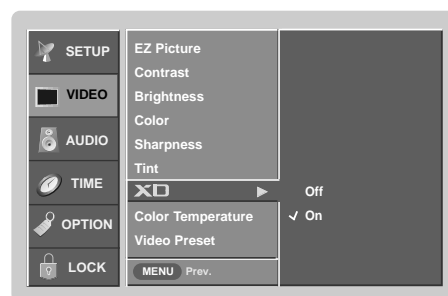 SETUP
VIDEO
AUDIO
TIME
OPTION
LOCK
EZ Picture
Contrast
Brightness
Color
Sharpness
Tint
XD
Color Temperature
Video Preset
MENU Prev.
Off
On